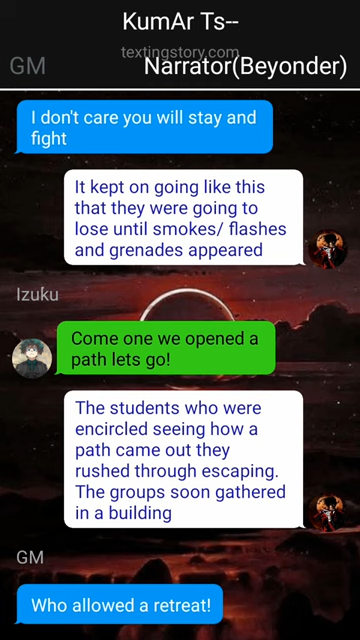 KumAr Ts--
textingstory.com
GM
Narrator(Beyonder)
I don't care you will stay and
fight
It kept on going like this
that they were going to
lose until smokes/ flashes
and grenades appeared
Izuku
Come one we opened a
path lets go!
The students who were
encircled seeing how a
path came out they
rushed through escaping.
The groups soon gathered
in a building
GM
Who allowed a retreat!